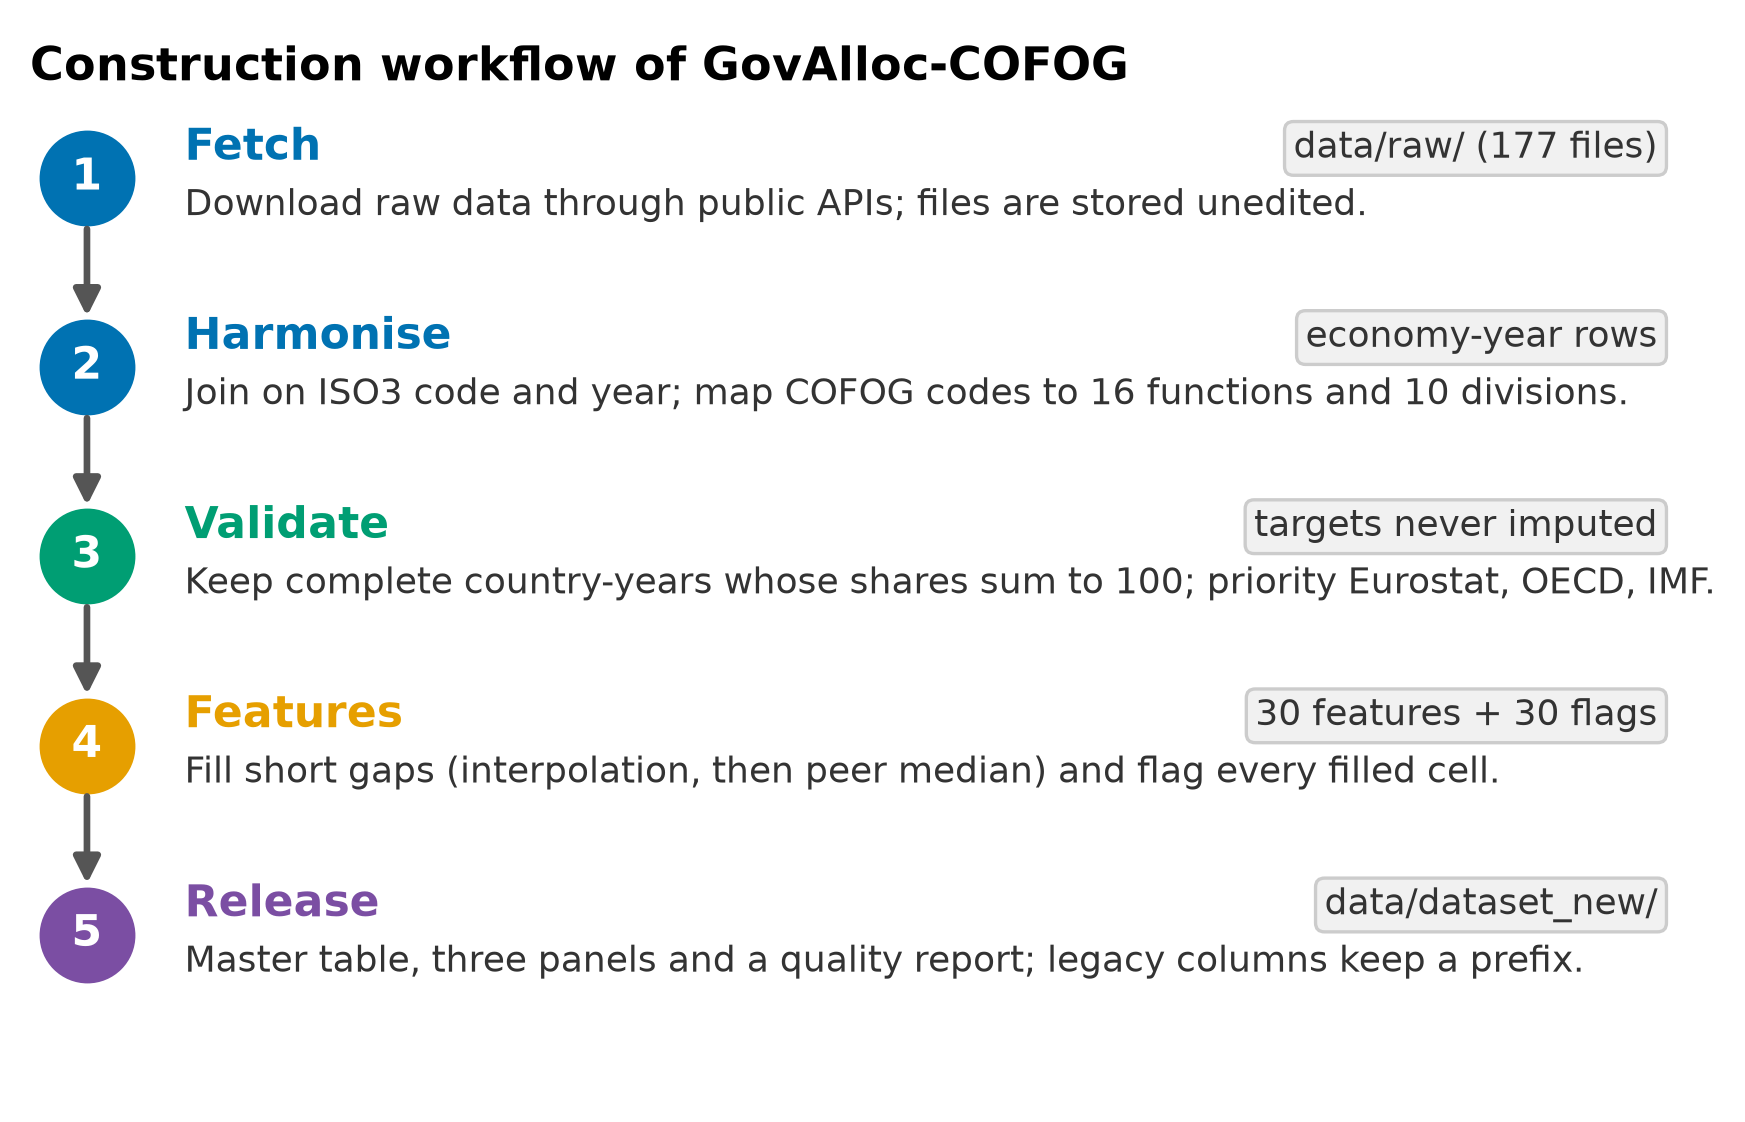 Construction workflow of GovAlloc-COFOG
1
Fetch
data/raw/ (177 files)
Download raw data through public APIs; files are stored unedited.
2
Harmonise
economy-year rows
Join on ISO3 code and year; map COFOG codes to 16 functions and 10 divisions.
3
Validate
targets never imputed
Keep complete country-years whose shares sum to 100; priority Eurostat, OECD, IMF.
4
Features
30 features + 30 flags
Fill short gaps (interpolation, then peer median) and flag every filled cell.
5
Release
data/dataset_new/
Master table, three panels and a quality report; legacy columns keep a prefix.